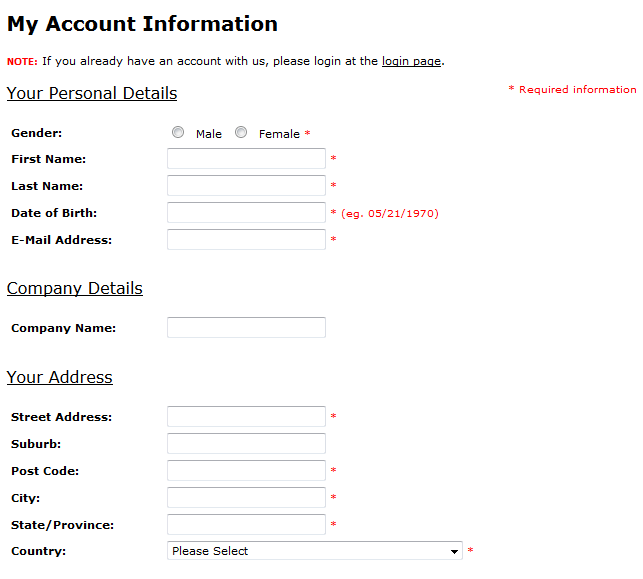 My Account Information
NOTE: If you already have an account with us, please login at the login page.
Your Personal Details * Required information
Gender: Male Female *
First Name: *
Last Name: *
Date of Birth: * (eg. 05/21/1970)
E-Mail Address: *
Company Details
Company Name:
Your Address
Street Address: *
Suburb:
Post Code: *
City: *
State/Province: *
Country: Please Select *